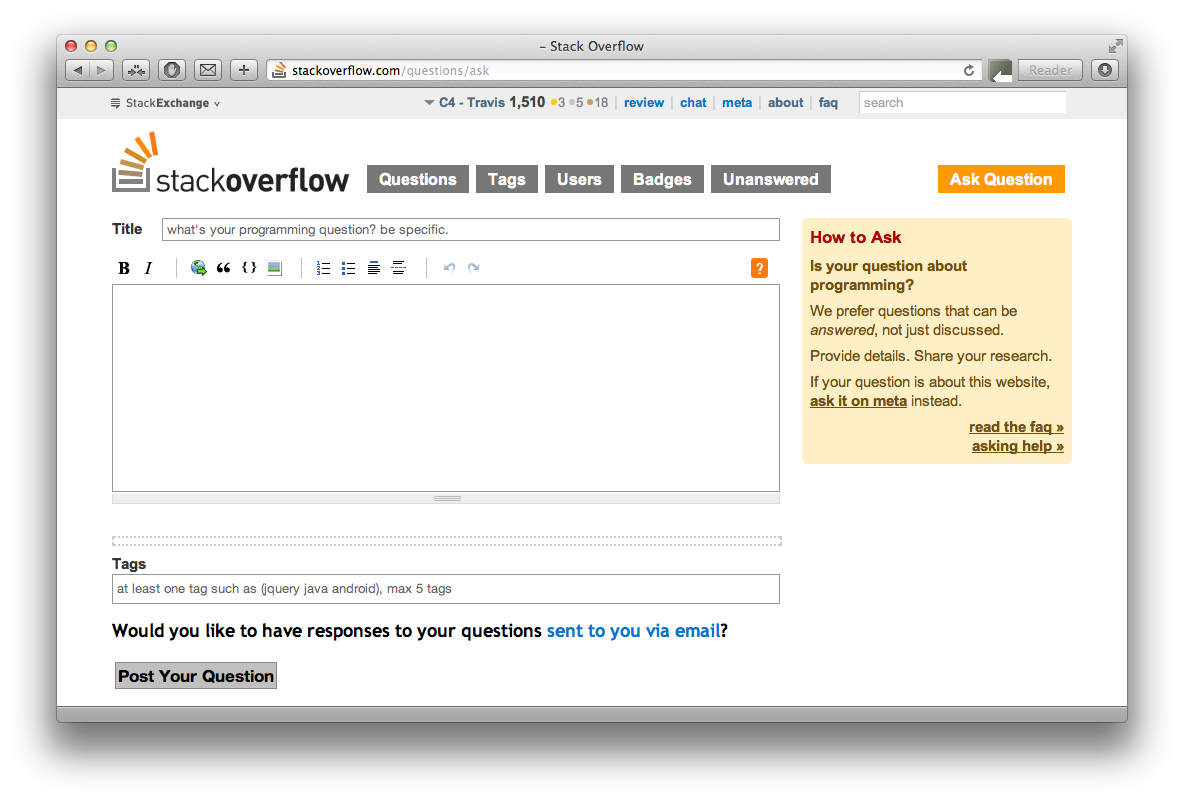 – Stack Overflow
stackoverflow.com/questions/ask
Reader
StackExchange
C4 - Travis 1,510 3 5 18 | review | chat | meta | about | faq
search
stackoverflow
Questions
Tags
Users
Badges
Unanswered
Ask Question
Title
what's your programming question? be specific.
B I
?
Tags
at least one tag such as (jquery java android), max 5 tags
Would you like to have responses to your questions sent to you via email?
Post Your Question
How to Ask
Is your question about
programming?
We prefer questions that can be
answered, not just discussed.
Provide details. Share your research.
If your question is about this website,
ask it on meta instead.
read the faq »
asking help »